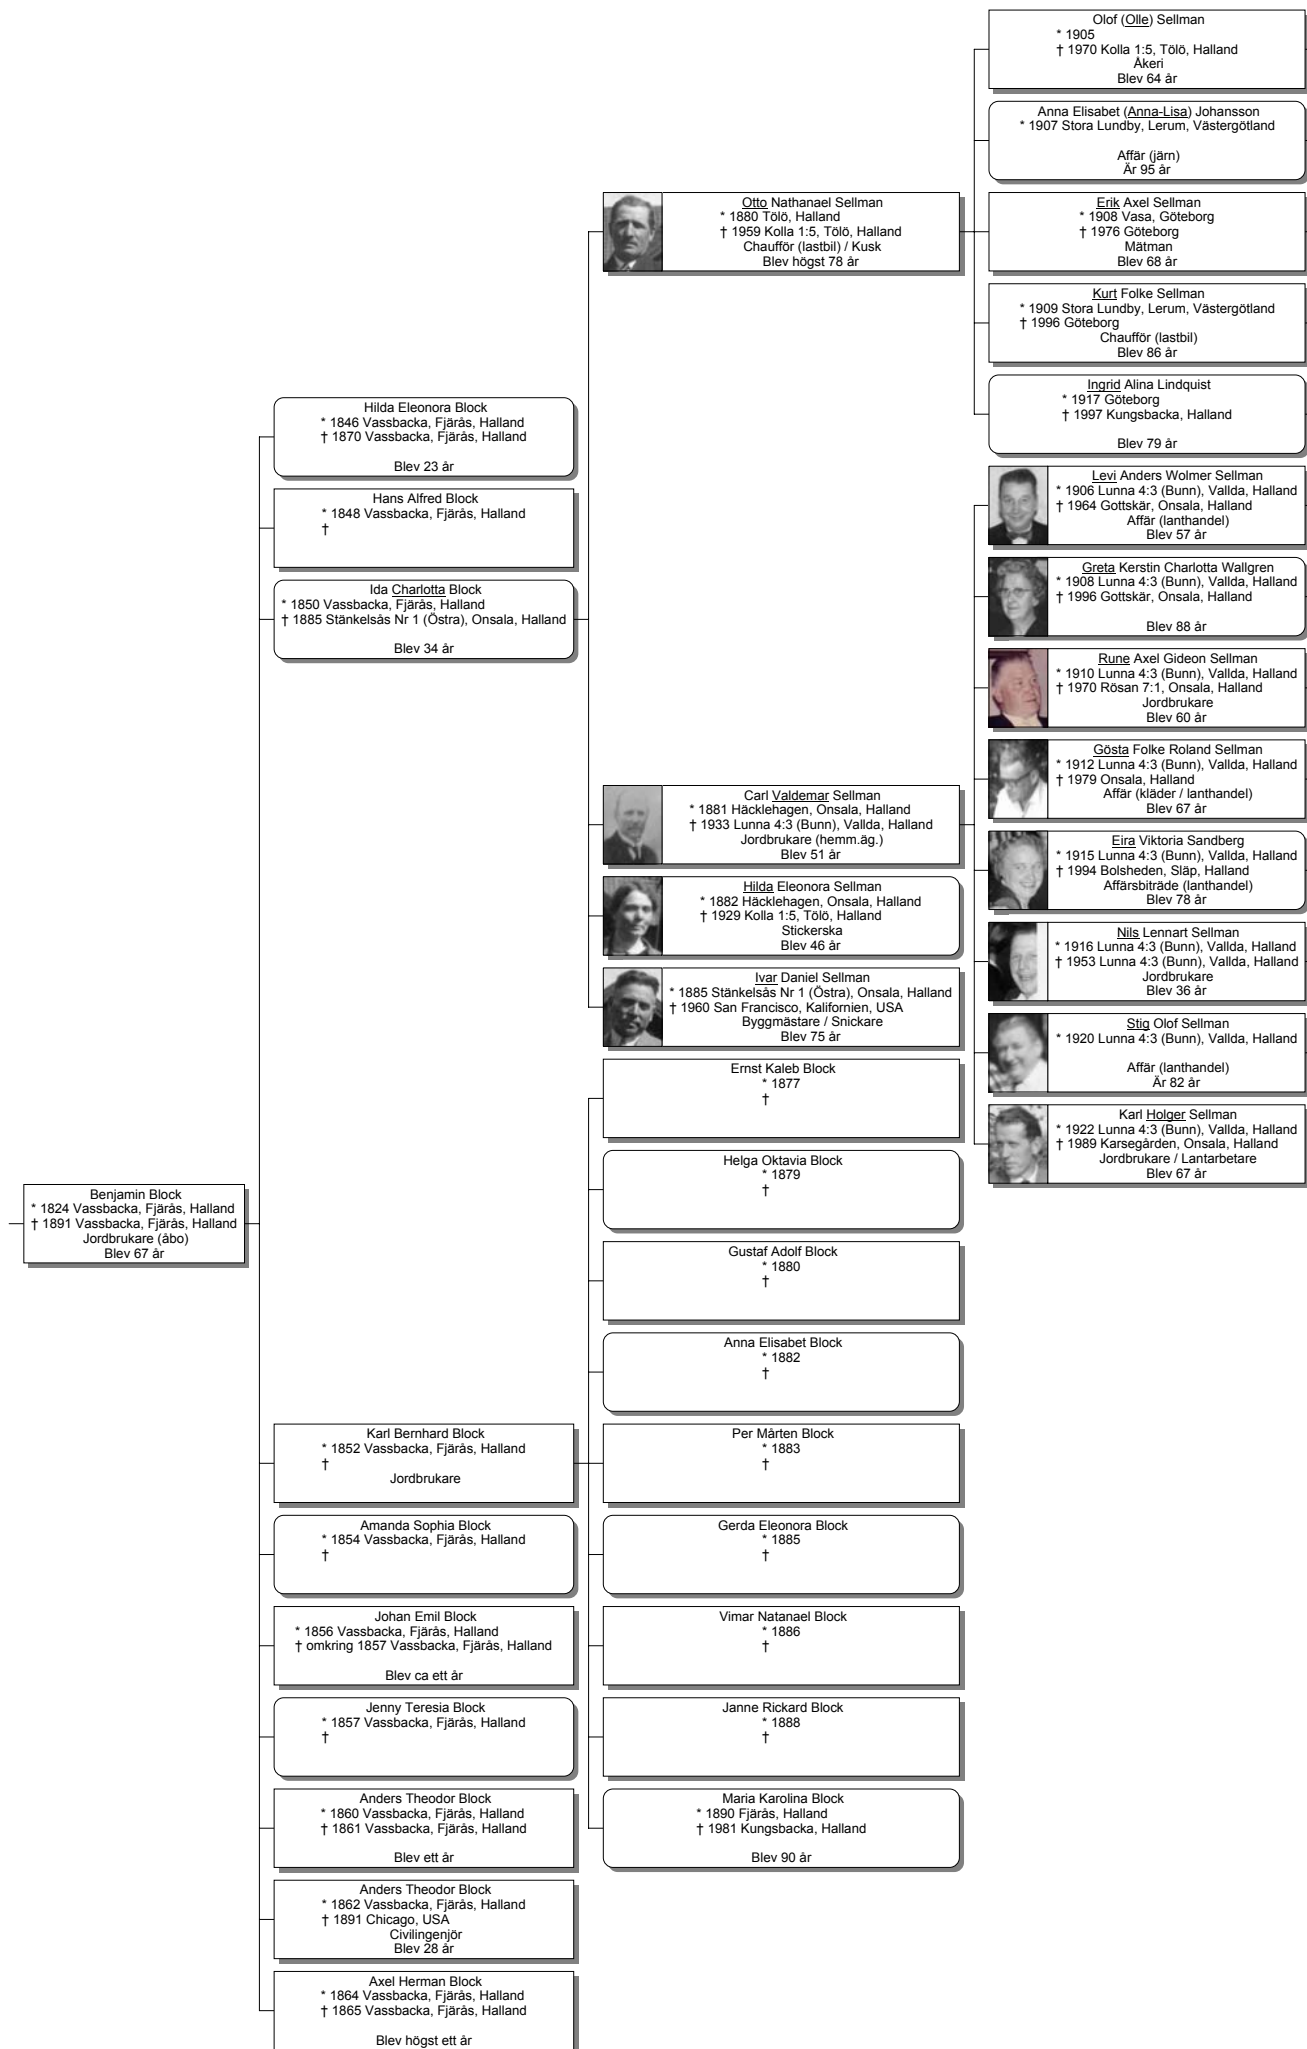 Benjamin Block
* 1824 Vassbacka, Fjärås, Halland
† 1891 Vassbacka, Fjärås, Halland
Jordbrukare (åbo)
Blev 67 år
Hilda Eleonora Block
* 1846 Vassbacka, Fjärås, Halland
† 1870 Vassbacka, Fjärås, Halland
Blev 23 år
Hans Alfred Block
* 1848 Vassbacka, Fjärås, Halland
†
Ida Charlotta Block
* 1850 Vassbacka, Fjärås, Halland
† 1885 Stänkelsås Nr 1 (Östra), Onsala, Halland
Blev 34 år
Karl Bernhard Block
* 1852 Vassbacka, Fjärås, Halland
†
Jordbrukare
Amanda Sophia Block
* 1854 Vassbacka, Fjärås, Halland
†
Johan Emil Block
* 1856 Vassbacka, Fjärås, Halland
† omkring 1857 Vassbacka, Fjärås, Halland
Blev ca ett år
Jenny Teresia Block
* 1857 Vassbacka, Fjärås, Halland
†
Anders Theodor Block
* 1860 Vassbacka, Fjärås, Halland
† 1861 Vassbacka, Fjärås, Halland
Blev ett år
Anders Theodor Block
* 1862 Vassbacka, Fjärås, Halland
† 1891 Chicago, USA
Civilingenjör
Blev 28 år
Axel Herman Block
* 1864 Vassbacka, Fjärås, Halland
† 1865 Vassbacka, Fjärås, Halland
Blev högst ett år
Otto Nathanael Sellman
* 1880 Tölö, Halland
† 1959 Kolla 1:5, Tölö, Halland
Chaufför (lastbil) / Kusk
Blev högst 78 år
Carl Valdemar Sellman
* 1881 Häcklehagen, Onsala, Halland
† 1933 Lunna 4:3 (Bunn), Vallda, Halland
Jordbrukare (hemm.äg.)
Blev 51 år
Hilda Eleonora Sellman
* 1882 Häcklehagen, Onsala, Halland
† 1929 Kolla 1:5, Tölö, Halland
Stickerska
Blev 46 år
Ivar Daniel Sellman
* 1885 Stänkelsås Nr 1 (Östra), Onsala, Halland
† 1960 San Francisco, Kalifornien, USA
Byggmästare / Snickare
Blev 75 år
Ernst Kaleb Block
* 1877
†
Helga Oktavia Block
* 1879
†
Gustaf Adolf Block
* 1880
†
Anna Elisabet Block
* 1882
†
Per Mårten Block
* 1883
†
Gerda Eleonora Block
* 1885
†
Vimar Natanael Block
* 1886
†
Janne Rickard Block
* 1888
†
Maria Karolina Block
* 1890 Fjärås, Halland
† 1981 Kungsbacka, Halland
Blev 90 år
Olof (Olle) Sellman
* 1905
† 1970 Kolla 1:5, Tölö, Halland
Åkeri
Blev 64 år
Anna Elisabet (Anna-Lisa) Johansson
* 1907 Stora Lundby, Lerum, Västergötland
Affär (järn)
Är 95 år
Erik Axel Sellman
* 1908 Vasa, Göteborg
† 1976 Göteborg
Mätman
Blev 68 år
Kurt Folke Sellman
* 1909 Stora Lundby, Lerum, Västergötland
† 1996 Göteborg
Chaufför (lastbil)
Blev 86 år
Ingrid Alina Lindquist
* 1917 Göteborg
† 1997 Kungsbacka, Halland
Blev 79 år
Levi Anders Wolmer Sellman
* 1906 Lunna 4:3 (Bunn), Vallda, Halland
† 1964 Gottskär, Onsala, Halland
Affär (lanthandel)
Blev 57 år
Greta Kerstin Charlotta Wallgren
* 1908 Lunna 4:3 (Bunn), Vallda, Halland
† 1996 Gottskär, Onsala, Halland
Blev 88 år
Rune Axel Gideon Sellman
* 1910 Lunna 4:3 (Bunn), Vallda, Halland
† 1970 Rösan 7:1, Onsala, Halland
Jordbrukare
Blev 60 år
Gösta Folke Roland Sellman
* 1912 Lunna 4:3 (Bunn), Vallda, Halland
† 1979 Onsala, Halland
Affär (kläder / lanthandel)
Blev 67 år
Eira Viktoria Sandberg
* 1915 Lunna 4:3 (Bunn), Vallda, Halland
† 1994 Bolsheden, Släp, Halland
Affärsbiträde (lanthandel)
Blev 78 år
Nils Lennart Sellman
* 1916 Lunna 4:3 (Bunn), Vallda, Halland
† 1953 Lunna 4:3 (Bunn), Vallda, Halland
Jordbrukare
Blev 36 år
Stig Olof Sellman
* 1920 Lunna 4:3 (Bunn), Vallda, Halland
Affär (lanthandel)
Är 82 år
Karl Holger Sellman
* 1922 Lunna 4:3 (Bunn), Vallda, Halland
† 1989 Karsegården, Onsala, Halland
Jordbrukare / Lantarbetare
Blev 67 år